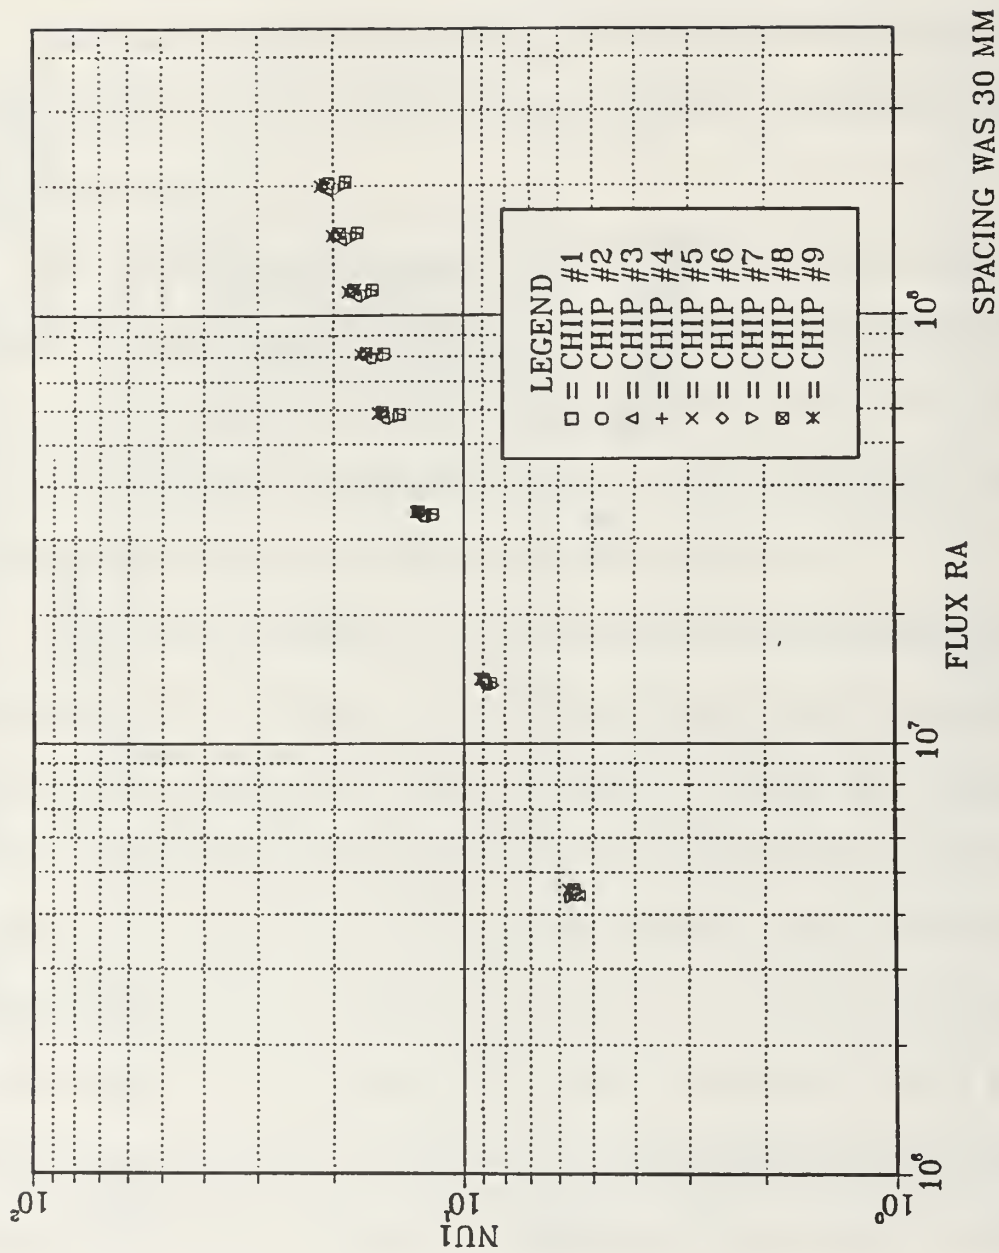 NU1
10²
10¹
10⁰
10⁶
10⁷
10⁸
FLUX RA
LEGEND
□ = CHIP #1
○ = CHIP #2
△ = CHIP #3
+ = CHIP #4
× = CHIP #5
◇ = CHIP #6
▽ = CHIP #7
⊠ = CHIP #8
✳ = CHIP #9
SPACING WAS 30 MM